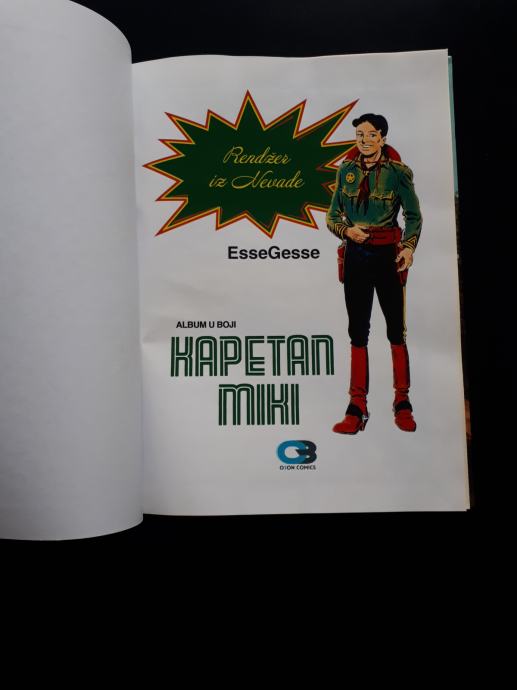 Rendžer
iz Nevade
EsseGesse
ALBUM U BOJI
KAPETAN
MIKI